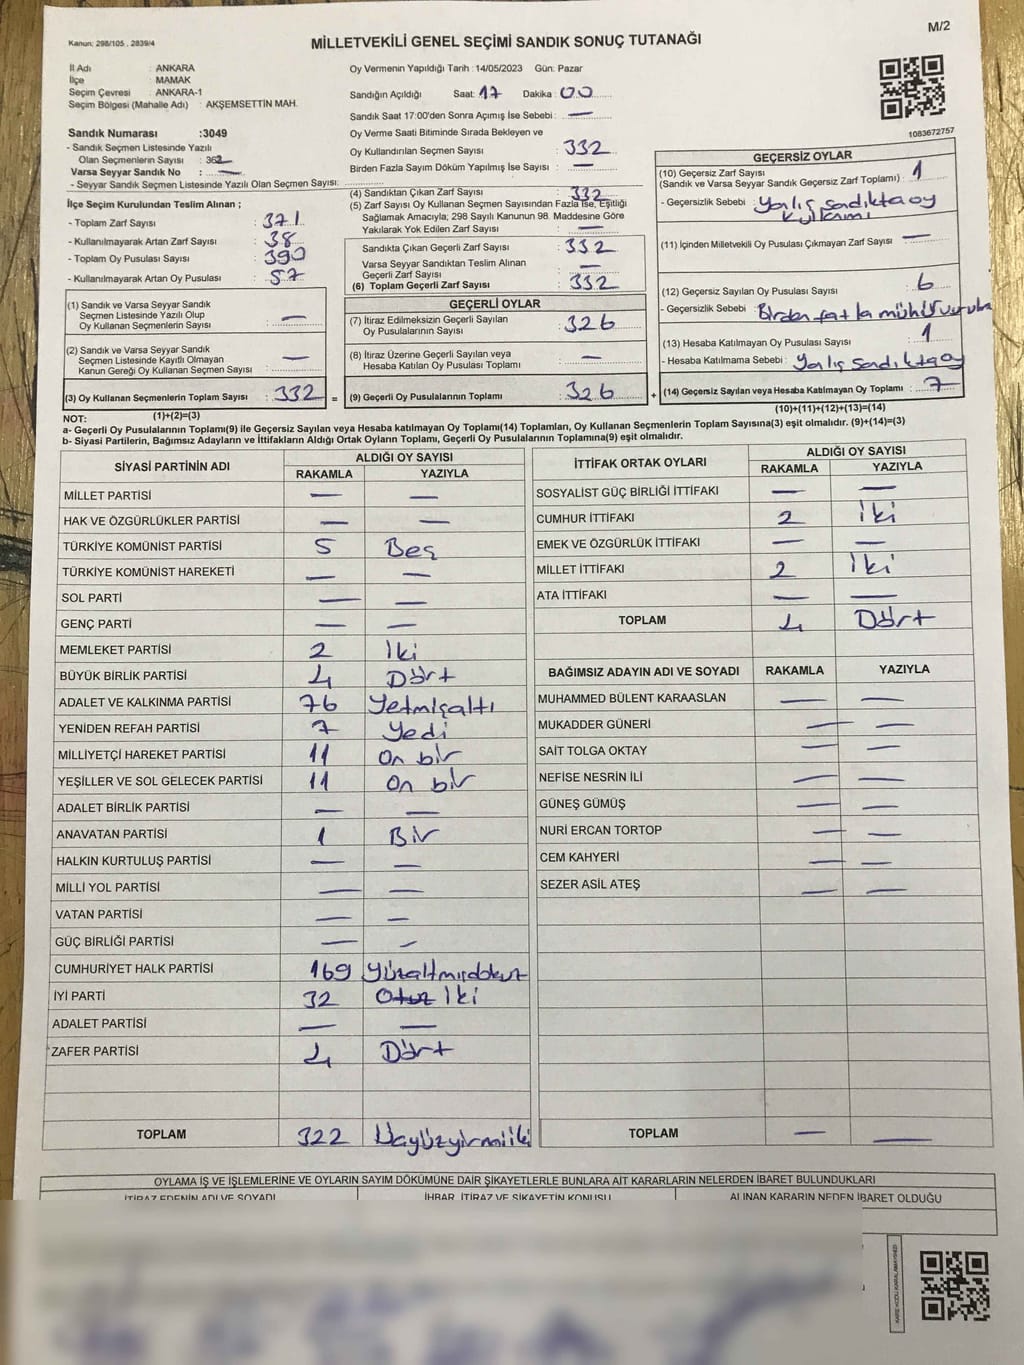 M/2
Kanun: 298/105 , 2839/4
MİLLETVEKİLİ GENEL SEÇİMİ SANDIK SONUÇ TUTANAĞI
İl Adı : ANKARA
İlçe : MAMAK
Seçim Çevresi : ANKARA-1
Seçim Bölgesi (Mahalle Adı) : AKŞEMSETTİN MAH.
Sandık Numarası :3049
- Sandık Seçmen Listesinde Yazılı
Olan Seçmenlerin Sayısı : 362
Varsa Seyyar Sandık No : —
- Seyyar Sandık Seçmen Listesinde Yazılı Olan Seçmen Sayısı:
İlçe Seçim Kurulundan Teslim Alınan ;
- Toplam Zarf Sayısı : 371
- Kullanılmayarak Artan Zarf Sayısı : 38
- Toplam Oy Pusulası Sayısı : 390
- Kullanılmayarak Artan Oy Pusulası : 57
(1) Sandık ve Varsa Seyyar Sandık
Seçmen Listesinde Yazılı Olup
Oy Kullanan Seçmenlerin Sayısı : —
(2) Sandık ve Varsa Seyyar Sandık
Seçmen Listesinde Kayıtlı Olmayan
Kanun Gereği Oy Kullanan Seçmen Sayısı : —
(3) Oy Kullanan Seçmenlerin Toplam Sayısı : 332 =
(1)+(2)=(3)
Oy Vermenin Yapıldığı Tarih : 14/05/2023 Gün: Pazar
Sandığın Açıldığı Saat: 17 Dakika : 00
Sandık Saat 17:00'den Sonra Açımış İse Sebebi : —
Oy Verme Saati Bitiminde Sırada Bekleyen ve
Oy Kullandırılan Seçmen Sayısı : 332
Birden Fazla Sayım Döküm Yapılmış İse Sayısı : —
(4) Sandıktan Çıkan Zarf Sayısı : 332
(5) Zarf Sayısı Oy Kullanan Seçmen Sayısından Fazla İse, Eşitliği
Sağlamak Amacıyla; 298 Sayılı Kanunun 98. Maddesine Göre
Yakılarak Yok Edilen Zarf Sayısı : —
Sandıkta Çıkan Geçerli Zarf Sayısı : 332
Varsa Seyyar Sandıktan Teslim Alınan
Geçerli Zarf Sayısı : —
(6) Toplam Geçerli Zarf Sayısı : 332
GEÇERLİ OYLAR
(7) İtiraz Edilmeksizin Geçerli Sayılan
Oy Pusulalarının Sayısı : 326
(8) İtiraz Üzerine Geçerli Sayılan veya
Hesaba Katılan Oy Pusulası Toplamı : —
(9) Geçerli Oy Pusulalarının Toplamı : 326 +
1083672757
GEÇERSİZ OYLAR
(10) Geçersiz Zarf Sayısı
(Sandık ve Varsa Seyyar Sandık Geçersiz Zarf Toplamı) : 1
- Geçersizlik Sebebi : Yanlış sandıkta oy
kullanımı
(11) İçinden Milletvekili Oy Pusulası Çıkmayan Zarf Sayısı : —
(12) Geçersiz Sayılan Oy Pusulası Sayısı : 6
- Geçersizlik Sebebi : Birden fazla mühür vurulma
(13) Hesaba Katılmayan Oy Pusulası Sayısı : 1
- Hesaba Katılmama Sebebi : Yanlış sandıkta oy
(14) Geçersiz Sayılan veya Hesaba Katılmayan Oy Toplamı : 7
(10)+(11)+(12)+(13)=(14)
NOT:
a- Geçerli Oy Pusulalarının Toplamı(9) ile Geçersiz Sayılan veya Hesaba katılmayan Oy Toplamı(14) Toplamları, Oy Kullanan Seçmenlerin Toplam Sayısına(3) eşit olmalıdır. (9)+(14)=(3)
b- Siyasi Partilerin, Bağımsız Adayların ve İttifakların Aldığı Ortak Oyların Toplamı, Geçerli Oy Pusulalarının Toplamına(9) eşit olmalıdır.
SİYASİ PARTİNİN ADI ALDIĞI OY SAYISI
RAKAMLA YAZIYLA
MİLLET PARTİSİ — —
HAK VE ÖZGÜRLÜKLER PARTİSİ — —
TÜRKİYE KOMÜNİST PARTİSİ 5 Beş
TÜRKİYE KOMÜNİST HAREKETİ — —
SOL PARTİ — —
GENÇ PARTİ — —
MEMLEKET PARTİSİ 2 İki
BÜYÜK BİRLİK PARTİSİ 4 Dört
ADALET VE KALKINMA PARTİSİ 76 Yetmişaltı
YENİDEN REFAH PARTİSİ 7 Yedi
MİLLİYETÇİ HAREKET PARTİSİ 11 On bir
YEŞİLLER VE SOL GELECEK PARTİSİ 11 On bir
ADALET BİRLİK PARTİSİ — —
ANAVATAN PARTİSİ 1 Bir
HALKIN KURTULUŞ PARTİSİ — —
MİLLİ YOL PARTİSİ — —
VATAN PARTİSİ — —
GÜÇ BİRLİĞİ PARTİSİ — —
CUMHURİYET HALK PARTİSİ 169 Yüzaltmışdokuz
İYİ PARTİ 32 Otuz İki
ADALET PARTİSİ — —
ZAFER PARTİSİ 4 Dört
TOPLAM 322 Üçyüzyirmiiki
İTTİFAK ORTAK OYLARI ALDIĞI OY SAYISI
RAKAMLA YAZIYLA
SOSYALİST GÜÇ BİRLİĞİ İTTİFAKI — —
CUMHUR İTTİFAKI 2 İki
EMEK VE ÖZGÜRLÜK İTTİFAKI — —
MİLLET İTTİFAKI 2 İki
ATA İTTİFAKI — —
TOPLAM 4 Dört
BAĞIMSIZ ADAYIN ADI VE SOYADI RAKAMLA YAZIYLA
MUHAMMED BÜLENT KARAASLAN — —
MUKADDER GÜNERİ — —
SAİT TOLGA OKTAY — —
NEFİSE NESRİN İLİ — —
GÜNEŞ GÜMÜŞ — —
NURİ ERCAN TORTOP — —
CEM KAHYERİ — —
SEZER ASİL ATEŞ — —
TOPLAM — —
OYLAMA İŞ VE İŞLEMLERİNE VE OYLARIN SAYIM DÖKÜMÜNE DAİR ŞİKAYETLERLE BUNLARA AİT KARARLARIN NELERDEN İBARET BULUNDUKLARI
İTİRAZ EDENİN ADI VE SOYADI İHBAR, İTİRAZ VE ŞİKAYETİN KONUSU ALINAN KARARIN NEDEN İBARET OLDUĞU